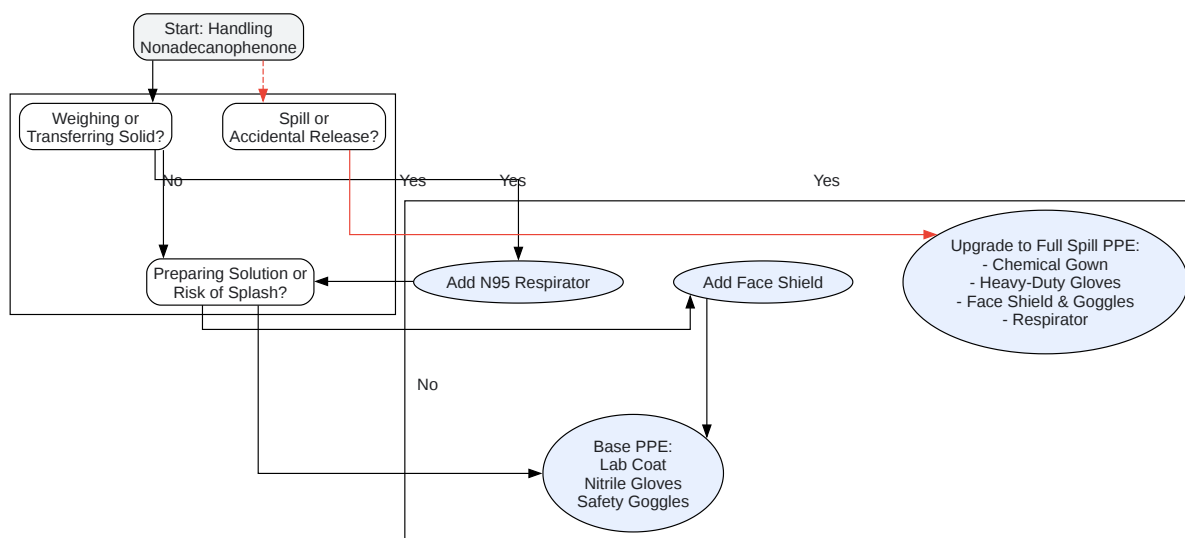 Start: Handling
Nonadecanophenone
Weighing or
Transferring Solid?
Spill or
Accidental Release?
No
Yes
Yes
Yes
Preparing Solution or
Risk of Splash?
Add N95 Respirator
Add Face Shield
Upgrade to Full Spill PPE:
- Chemical Gown
- Heavy-Duty Gloves
- Face Shield & Goggles
- Respirator
No
Base PPE:
Lab Coat
Nitrile Gloves
Safety Goggles